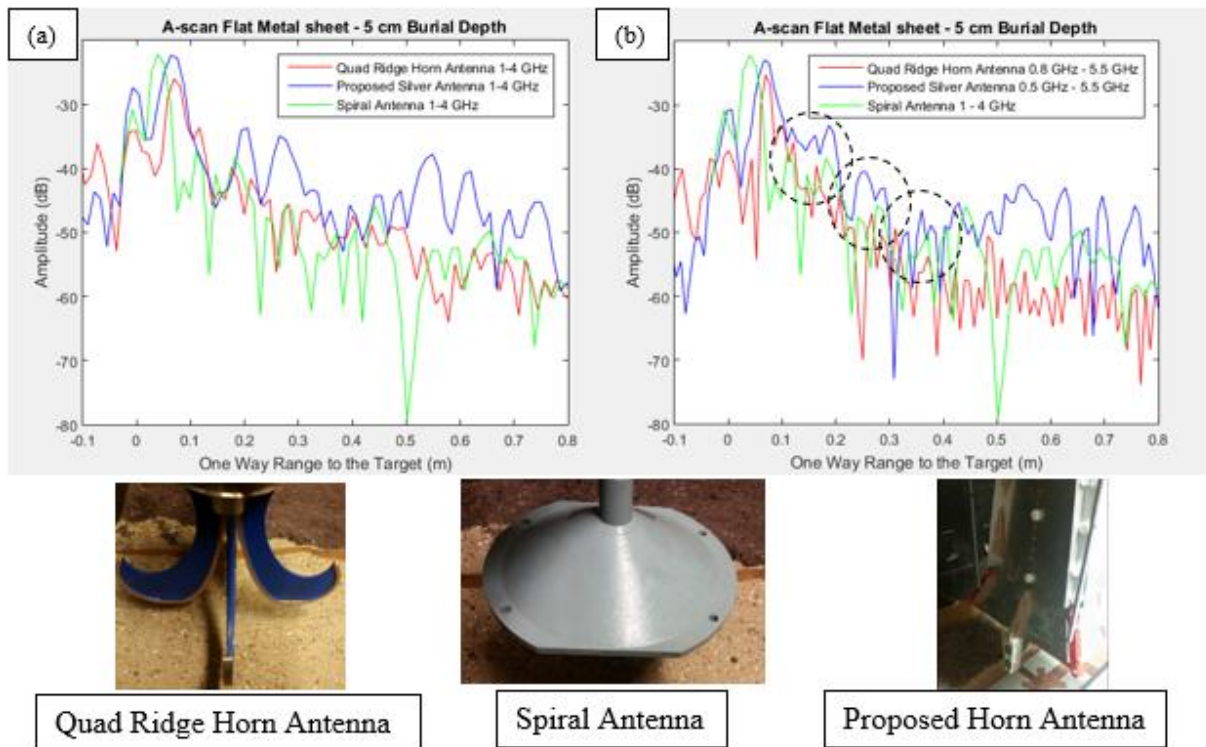 (a)
A-scan Flat Metal sheet - 5 cm Burial Depth
Quad Ridge Horn Antenna 1-4 GHz
Proposed Silver Antenna 1-4 GHz
Spiral Antenna 1-4 GHz
-30
-40
-50
-60
-70
-80
Amplitude (dB)
-0.1 0 0.1 0.2 0.3 0.4 0.5 0.6 0.7 0.8
One Way Range to the Target (m)
(b)
A-scan Flat Metal sheet - 5 cm Burial Depth
Quad Ridge Horn Antenna 0.8 GHz - 5.5 GHz
Proposed Silver Antenna 0.5 GHz - 5.5 GHz
Spiral Antenna 1 - 4 GHz
-30
-40
-50
-60
-70
-80
Amplitude (dB)
-0.1 0 0.1 0.2 0.3 0.4 0.5 0.6 0.7 0.8
One Way Range to the Target (m)
Quad Ridge Horn Antenna
Spiral Antenna
Proposed Horn Antenna